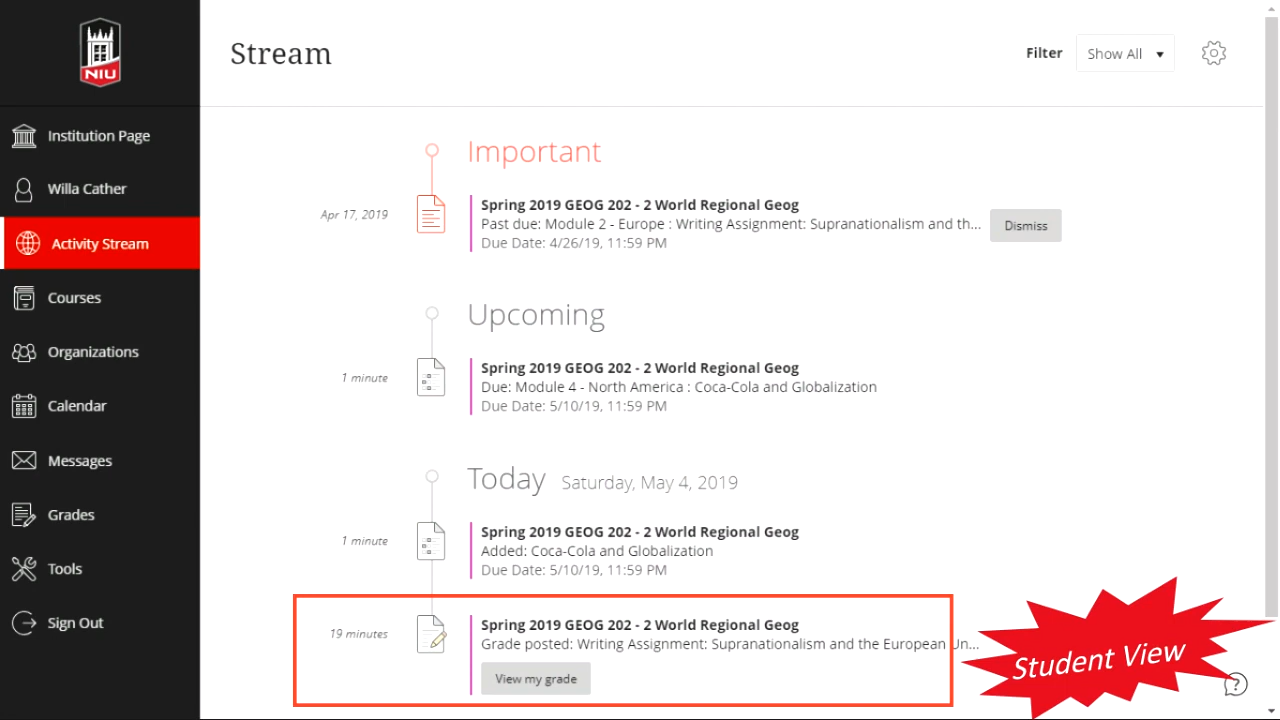 NIU
Institution Page
Willa Cather
Activity Stream
Courses
Organizations
Calendar
Messages
Grades
Tools
Sign Out
Stream
Filter
Show All
Important
Apr 17, 2019
Spring 2019 GEOG 202 - 2 World Regional Geog
Past due: Module 2 - Europe : Writing Assignment: Supranationalism and th...
Due Date: 4/26/19, 11:59 PM
Dismiss
Upcoming
1 minute
Spring 2019 GEOG 202 - 2 World Regional Geog
Due: Module 4 - North America : Coca-Cola and Globalization
Due Date: 5/10/19, 11:59 PM
Today Saturday, May 4, 2019
1 minute
Spring 2019 GEOG 202 - 2 World Regional Geog
Added: Coca-Cola and Globalization
Due Date: 5/10/19, 11:59 PM
19 minutes
Spring 2019 GEOG 202 - 2 World Regional Geog
Grade posted: Writing Assignment: Supranationalism and the European Un...
View my grade
Student View
?